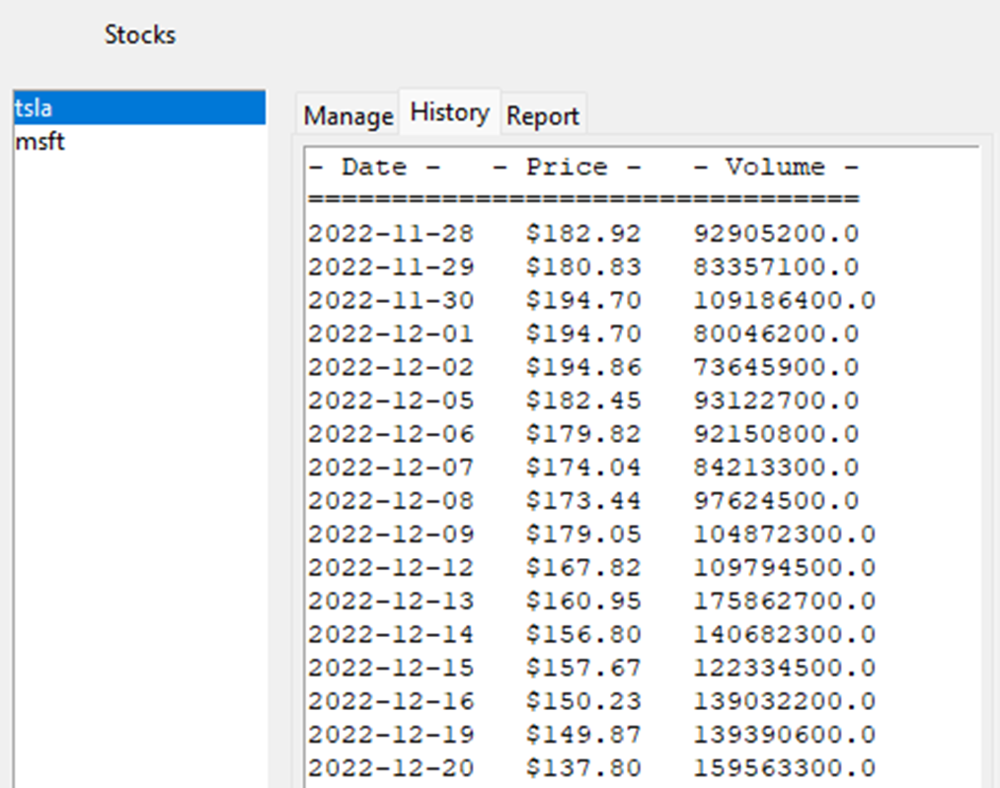 Stocks
tsla
msft
Manage History Report
- Date -   - Price -   - Volume -
=================================
2022-11-28   $182.92   92905200.0
2022-11-29   $180.83   83357100.0
2022-11-30   $194.70   109186400.0
2022-12-01   $194.70   80046200.0
2022-12-02   $194.86   73645900.0
2022-12-05   $182.45   93122700.0
2022-12-06   $179.82   92150800.0
2022-12-07   $174.04   84213300.0
2022-12-08   $173.44   97624500.0
2022-12-09   $179.05   104872300.0
2022-12-12   $167.82   109794500.0
2022-12-13   $160.95   175862700.0
2022-12-14   $156.80   140682300.0
2022-12-15   $157.67   122334500.0
2022-12-16   $150.23   139032200.0
2022-12-19   $149.87   139390600.0
2022-12-20   $137.80   159563300.0